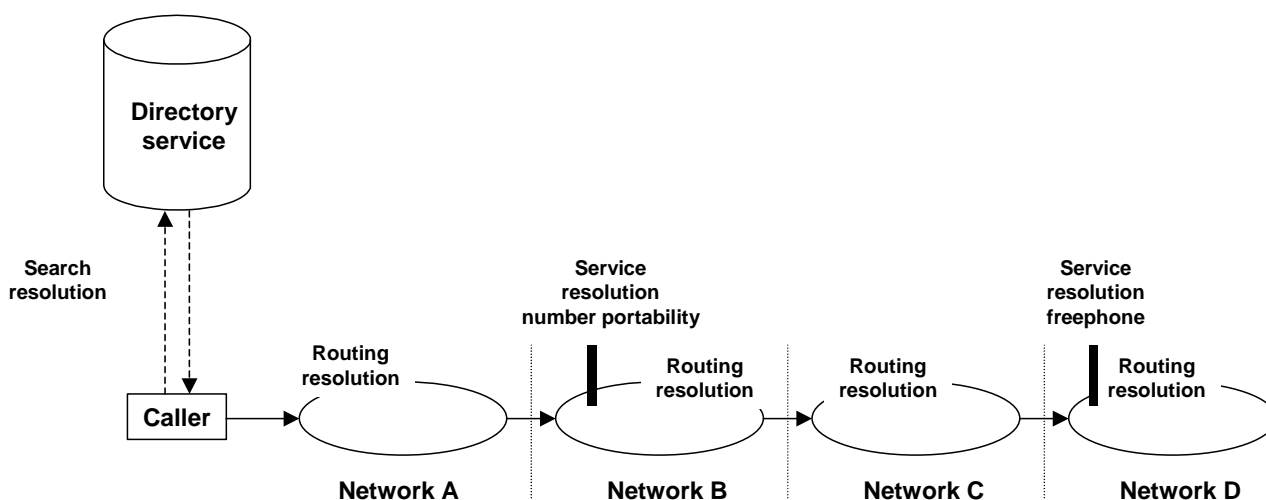 Directory
service
Search
resolution
Service
resolution
number portability
Service
resolution
freephone
Routing
resolution
Routing
resolution
Routing
resolution
Routing
resolution
Caller
Network A
Network B
Network C
Network D